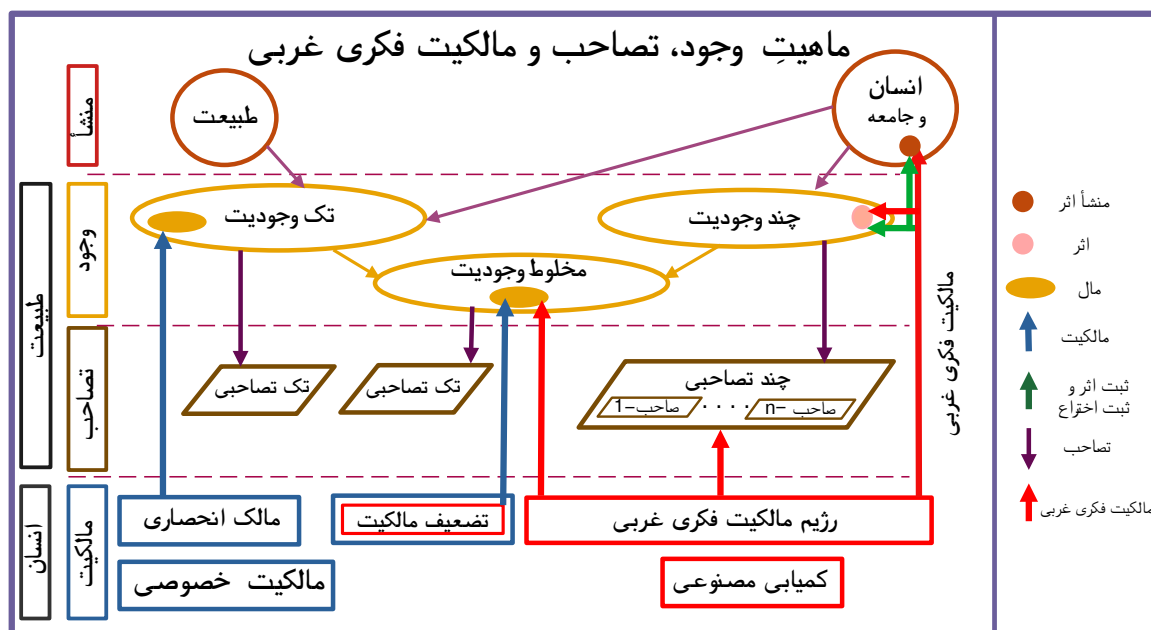 ماهیتِ وجود، تصاحب و مالکیت فکری غربی
انسان
و جامعه
طبیعت
منشأ
تک وجودیت
چند وجودیت
مخلوط وجودیت
وجود
طبیعت
تصاحب
تک تصاحبی
تک تصاحبی
چند تصاحبی
صاحب -1
. . . .
صاحب -n
مالکیت فکری غربی
انسان
مالکیت
مالک انحصاری
تضعیف مالکیت
رژیم مالکیت فکری غربی
مالکیت خصوصی
کمیابی مصنوعی
منشأ اثر
اثر
مال
مالکیت
ثبت اثر و
ثبت اختراع
تصاحب
مالکیت فکری غربی